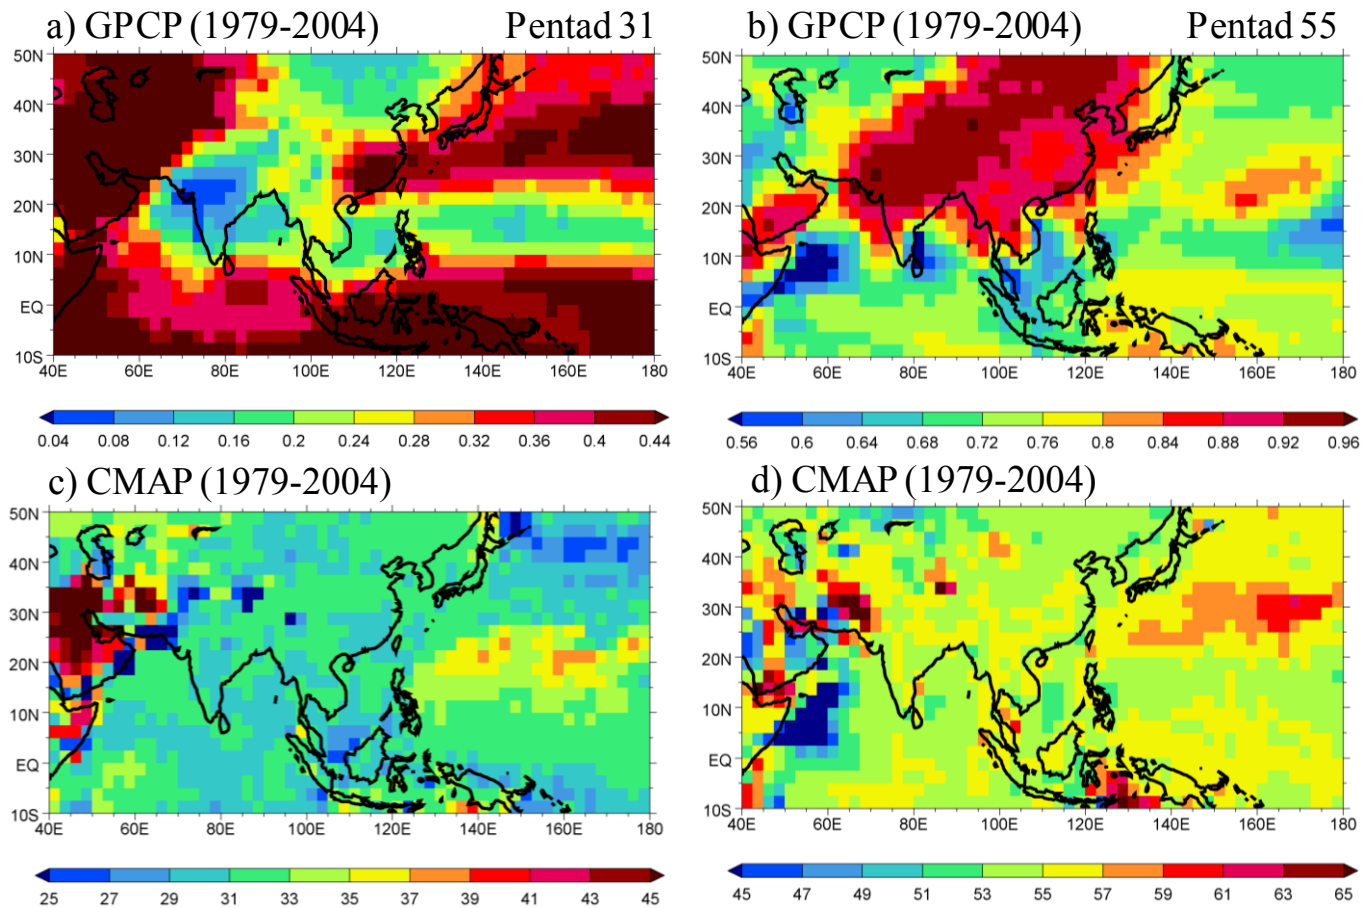 a) GPCP (1979-2004) Pentad 31
b) GPCP (1979-2004) Pentad 55
50N 40N 30N 20N 10N EQ 10S
40E 60E 80E 100E 120E 140E 160E 180
50N 40N 30N 20N 10N EQ 10S
40E 60E 80E 100E 120E 140E 160E 180
0.04 0.08 0.12 0.16 0.2 0.24 0.28 0.32 0.36 0.4 0.44
0.56 0.6 0.64 0.68 0.72 0.76 0.8 0.84 0.88 0.92 0.96
c) CMAP (1979-2004)
d) CMAP (1979-2004)
50N 40N 30N 20N 10N EQ 10S
40E 60E 80E 100E 120E 140E 160E 180
50N 40N 30N 20N 10N EQ 10S
40E 60E 80E 100E 120E 140E 160E 180
25 27 29 31 33 35 37 39 41 43 45
45 47 49 51 53 55 57 59 61 63 65